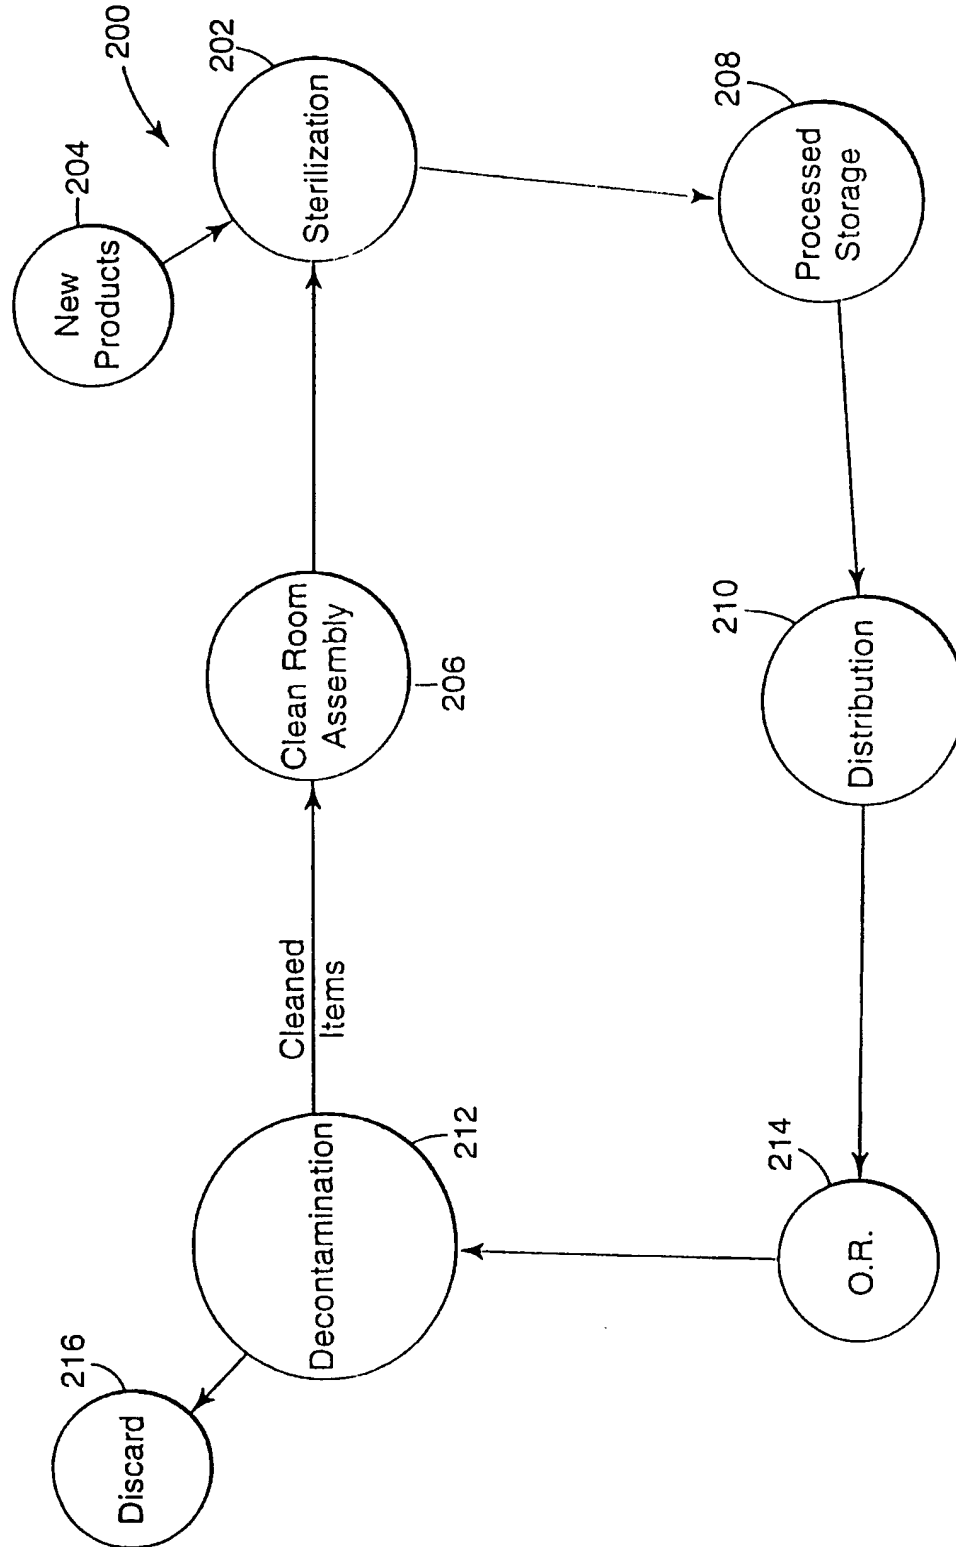 216
Discard
Decontamination
212
Cleaned
Items
Clean Room
Assembly
206
New
Products
204
200
Sterilization
202
214
O.R.
210
Distribution
208
Processed
Storage